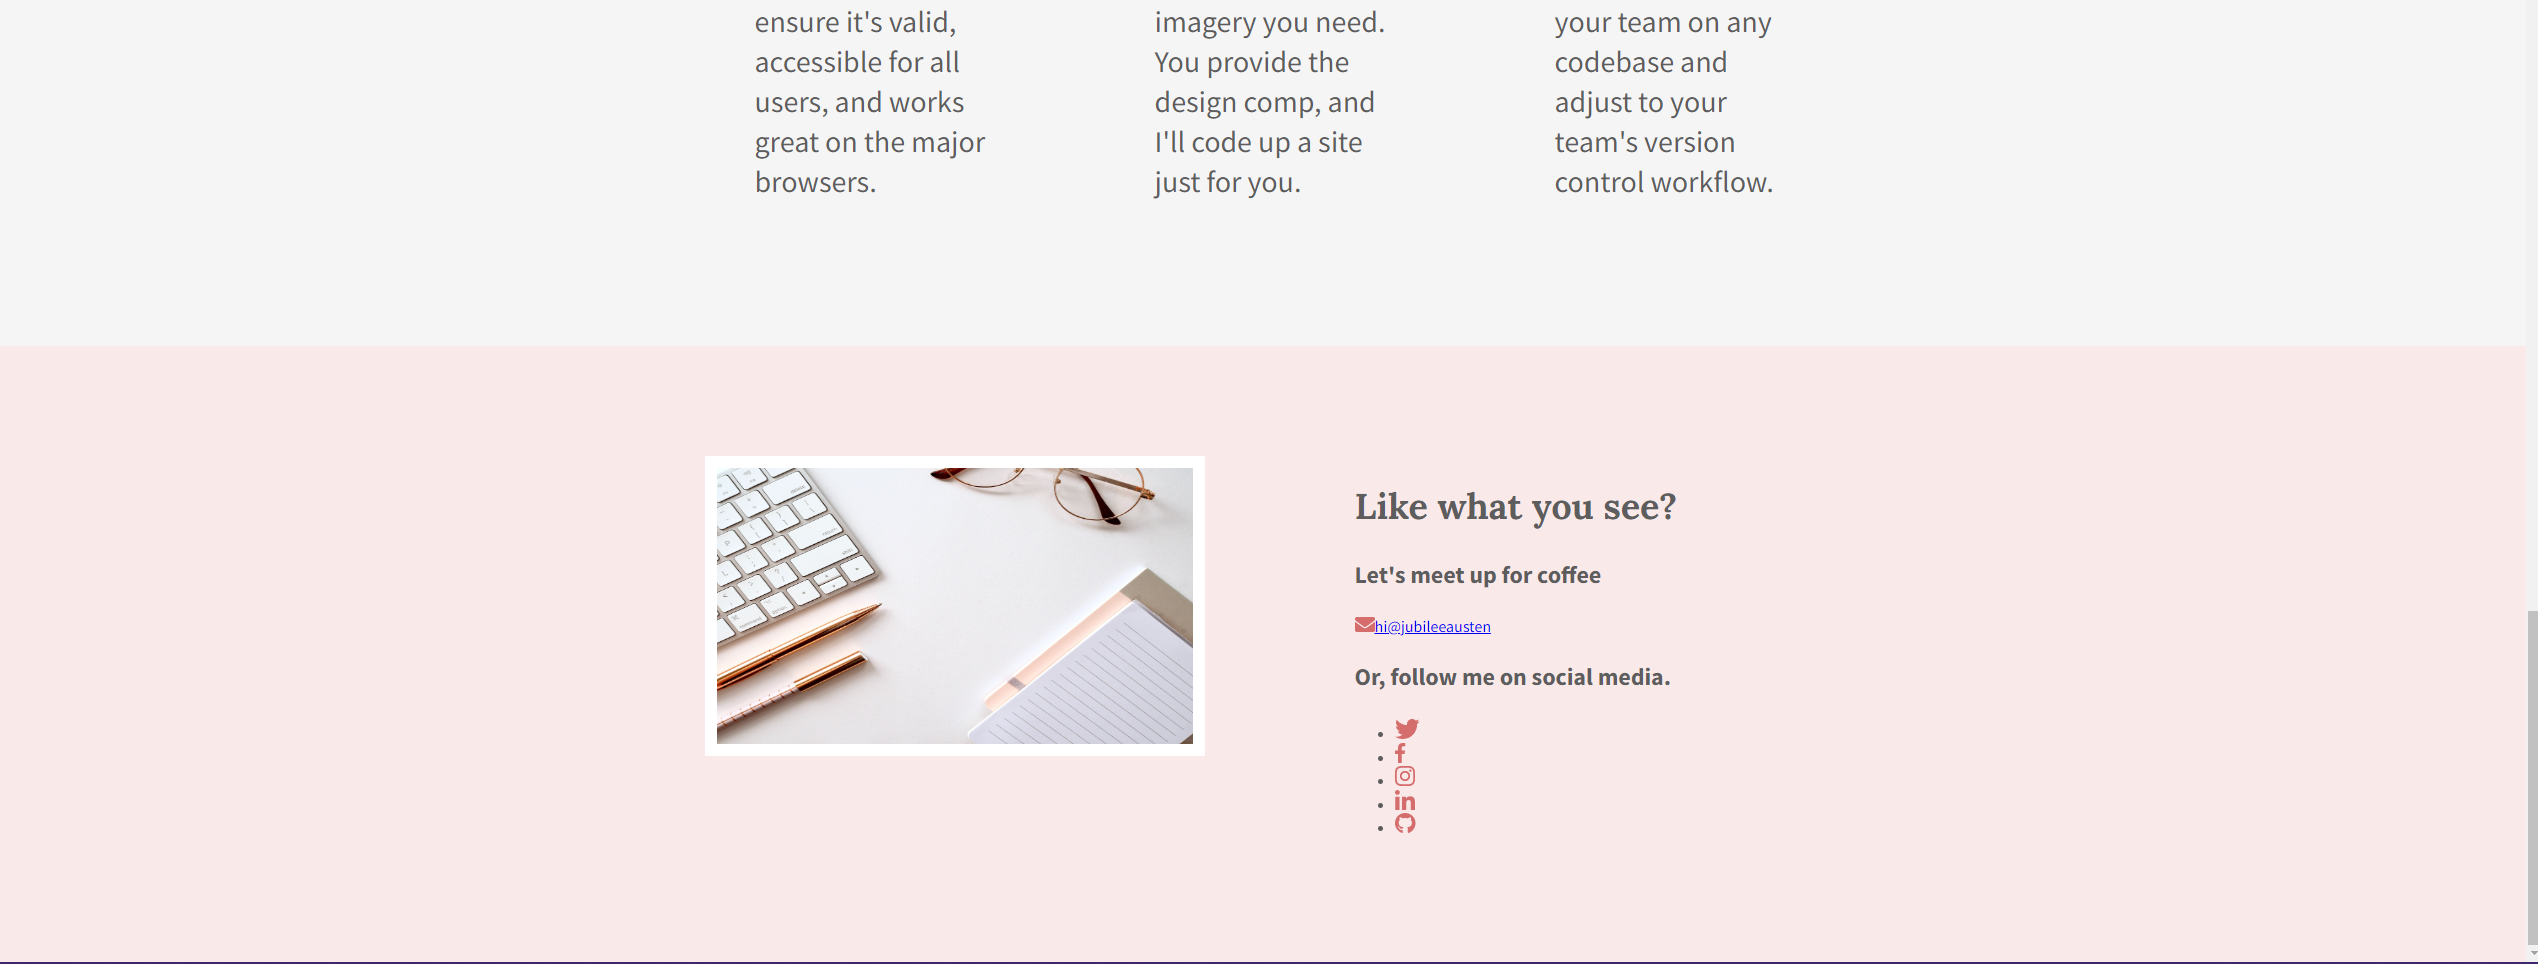 ensure it's valid,
accessible for all
users, and works
great on the major
browsers.
imagery you need.
You provide the
design comp, and
I'll code up a site
just for you.
your team on any
codebase and
adjust to your
team's version
control workflow.
Like what you see?
Let's meet up for coffee
hi@jubileeausten
Or, follow me on social media.